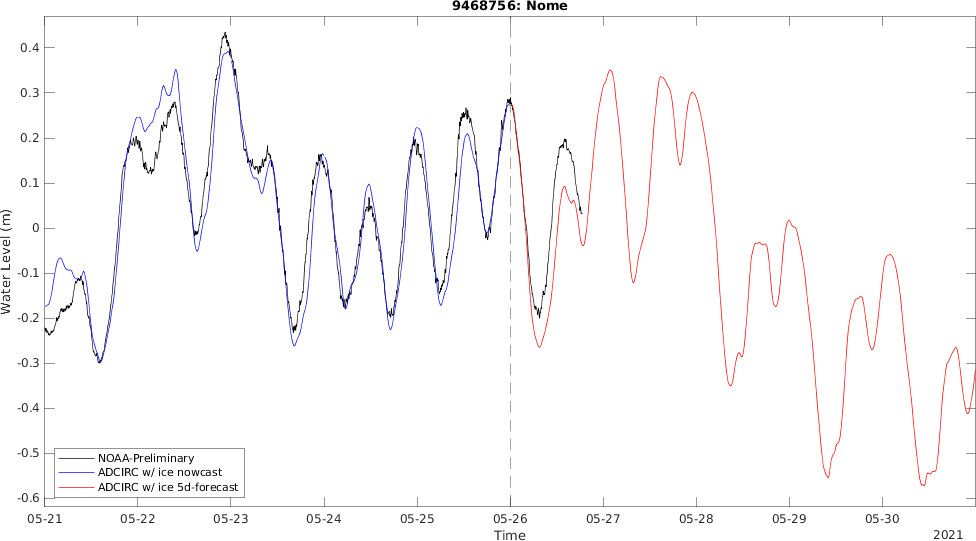 9468756: Nome
Water Level (m)
0.4
0.3
0.2
0.1
0
-0.1
-0.2
-0.3
-0.4
-0.5
-0.6
NOAA-Preliminary
ADCIRC w/ ice nowcast
ADCIRC w/ ice 5d-forecast
05-21 05-22 05-23 05-24 05-25 05-26 05-27 05-28 05-29 05-30
Time
2021